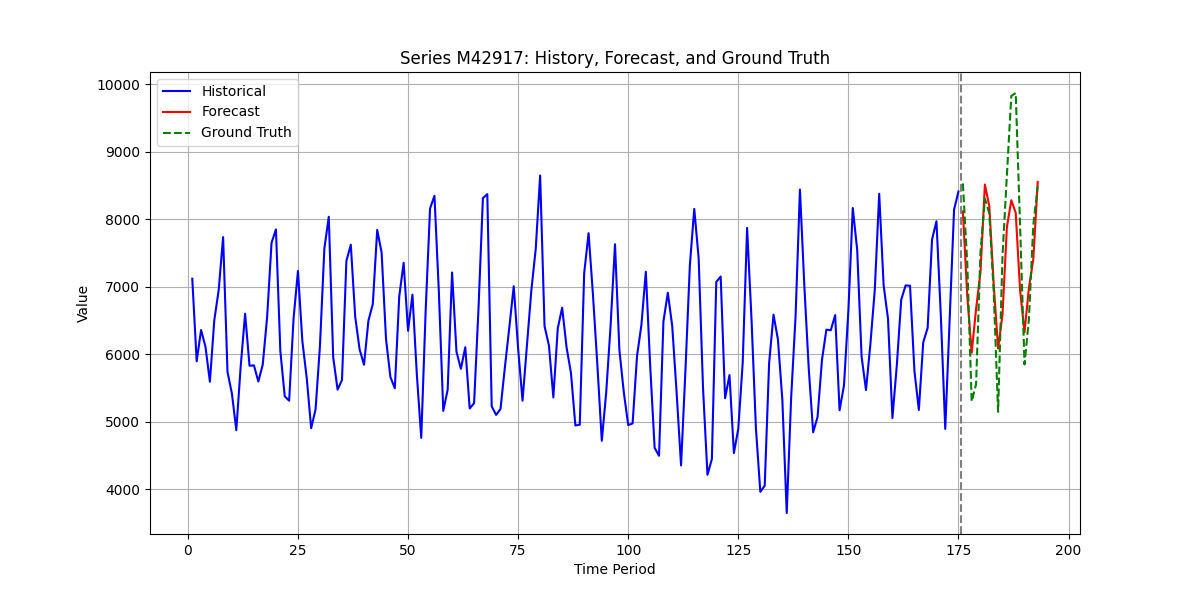 Series M42917: History, Forecast, and Ground Truth
10000
9000
8000
7000
6000
5000
4000
Value
Historical
Forecast
Ground Truth
0
25
50
75
100
125
150
175
200
Time Period